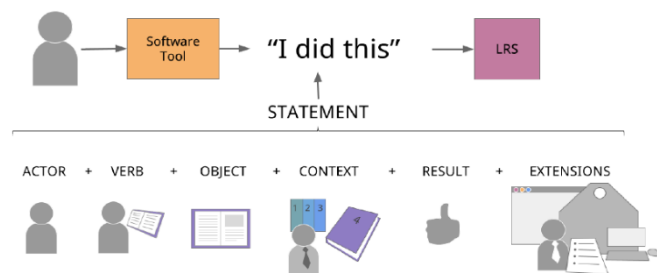 Software
Tool
“I did this”
LRS
STATEMENT
ACTOR + VERB + OBJECT + CONTEXT + RESULT + EXTENSIONS
1 2 3
4